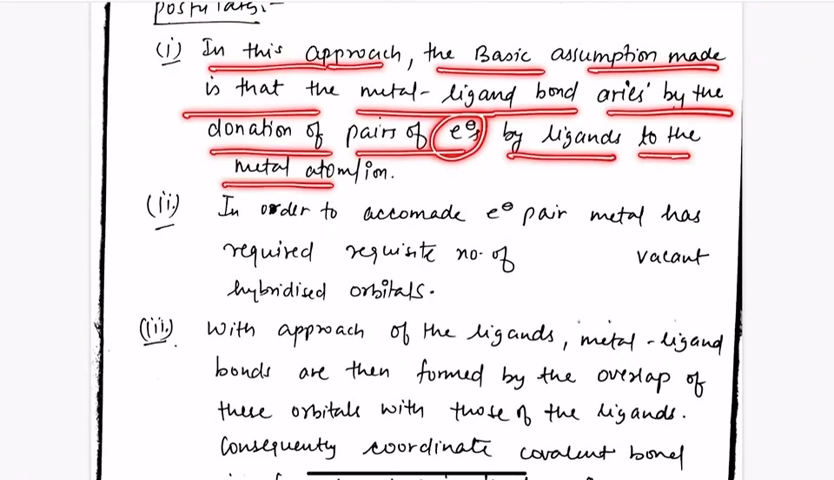 postulates:-
(i) In this approach, the Basic assumption made
is that the metal-ligand bond aries by the
donation of pairs of e⊖s by ligands to the
metal atom/ion.
(ii) In order to accomade e⊖ pair metal has
required requisite no. of vacant
hybridised orbitals.
(iii) With approach of the ligands, metal-ligand
bonds are then formed by the overlap of
these orbitals with those of the ligands.
Consequently coordinate covalent bond